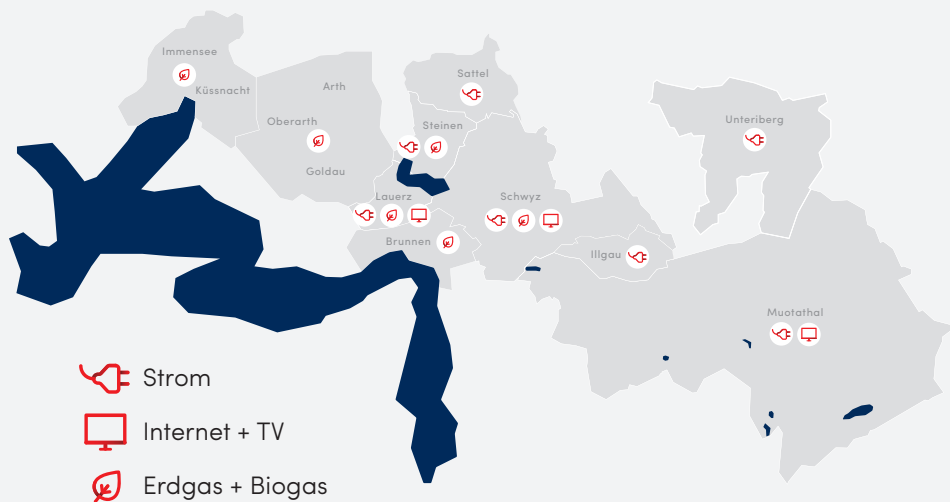 Immensee
Küssnacht
Arth
Oberarth
Goldau
Sattel
Steinen
Lauerz
Schwyz
Brunnen
Illgau
Unteriberg
Muotathal
Strom
Internet + TV
Erdgas + Biogas